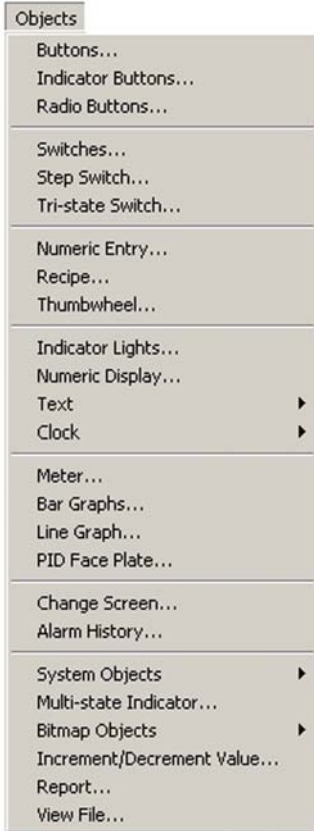 Objects
Buttons...
Indicator Buttons...
Radio Buttons...
Switches...
Step Switch...
Tri-state Switch...
Numeric Entry...
Recipe...
Thumbwheel...
Indicator Lights...
Numeric Display...
Text
Clock
Meter...
Bar Graphs...
Line Graph...
PID Face Plate...
Change Screen...
Alarm History...
System Objects
Multi-state Indicator...
Bitmap Objects
Increment/Decrement Value...
Report...
View File...